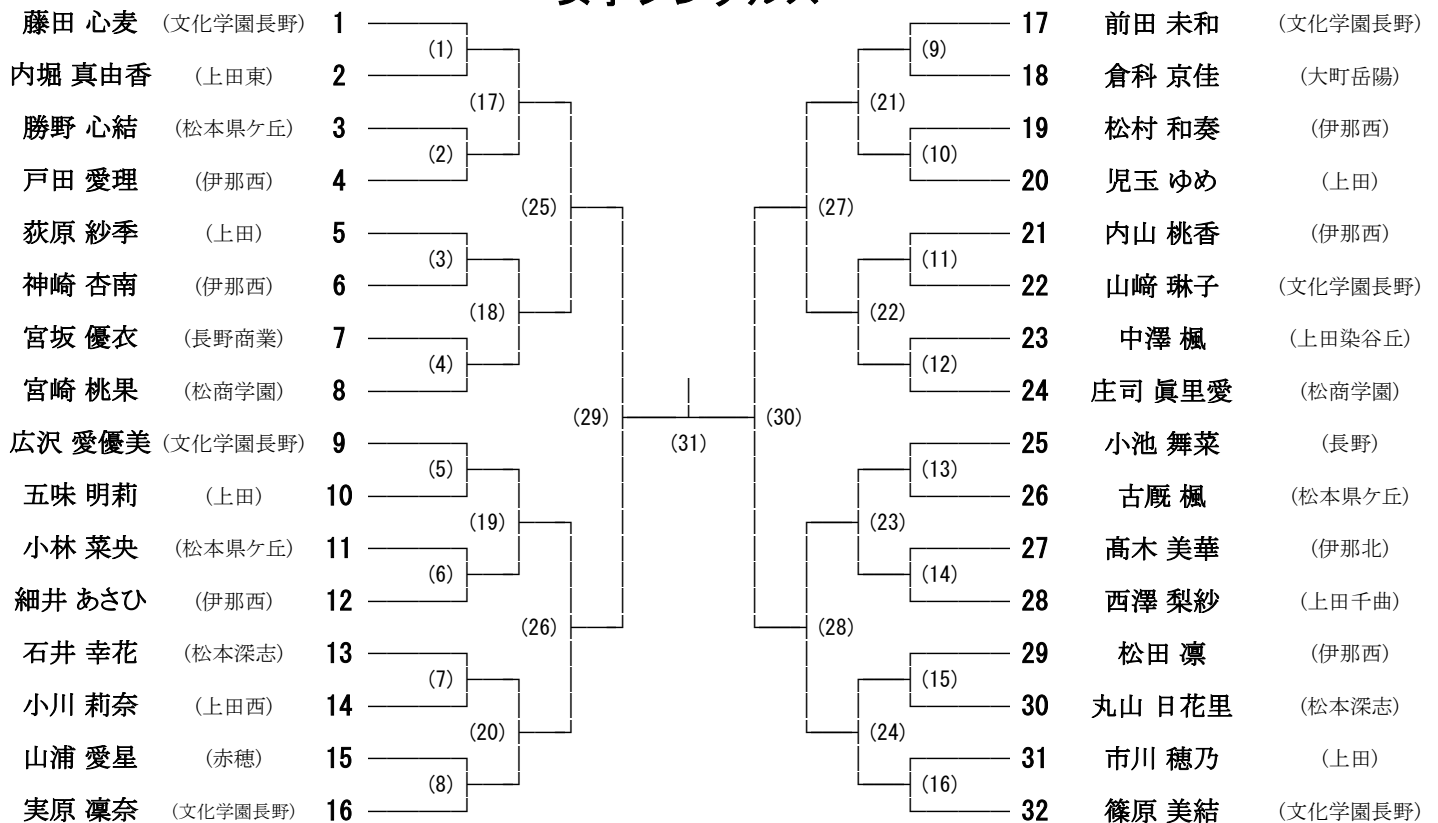 藤田 心麦 (文化学園長野) 1
(1)
内堀 真由香 (上田東) 2
(17)
勝野 心結 (松本県ケ丘) 3
(2)
戸田 愛理 (伊那西) 4
(25)
荻原 紗季 (上田) 5
(3)
神崎 杏南 (伊那西) 6
(18)
宮坂 優衣 (長野商業) 7
(4)
宮崎 桃果 (松商学園) 8
(29)
広沢 愛優美 (文化学園長野) 9
(5)
五味 明莉 (上田) 10
(19)
小林 菜央 (松本県ケ丘) 11
(6)
細井 あさひ (伊那西) 12
(26)
石井 幸花 (松本深志) 13
(7)
小川 莉奈 (上田西) 14
(20)
山浦 愛星 (赤穂) 15
(8)
実原 凜奈 (文化学園長野) 16
(31)
17 前田 未和 (文化学園長野)
(9)
18 倉科 京佳 (大町岳陽)
(21)
19 松村 和奏 (伊那西)
(10)
20 児玉 ゆめ (上田)
(27)
21 内山 桃香 (伊那西)
(11)
22 山﨑 琳子 (文化学園長野)
(22)
23 中澤 楓 (上田染谷丘)
(12)
24 庄司 眞里愛 (松商学園)
(30)
25 小池 舞菜 (長野)
(13)
26 古厩 楓 (松本県ケ丘)
(23)
27 髙木 美華 (伊那北)
(14)
28 西澤 梨紗 (上田千曲)
(28)
29 松田 凛 (伊那西)
(15)
30 丸山 日花里 (松本深志)
(24)
31 市川 穂乃 (上田)
(16)
32 篠原 美結 (文化学園長野)